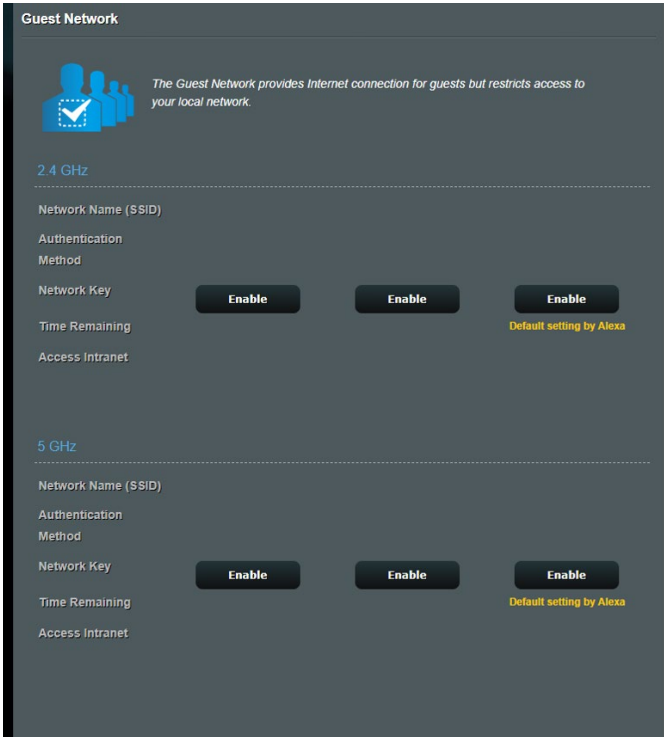 Guest Network
The Guest Network provides Internet connection for guests but restricts access to
your local network.
2.4 GHz
Network Name (SSID)
Authentication
Method
Network Key
Enable Enable Enable
Time Remaining
Default setting by Alexa
Access Intranet
5 GHz
Network Name (SSID)
Authentication
Method
Network Key
Enable Enable Enable
Time Remaining
Default setting by Alexa
Access Intranet